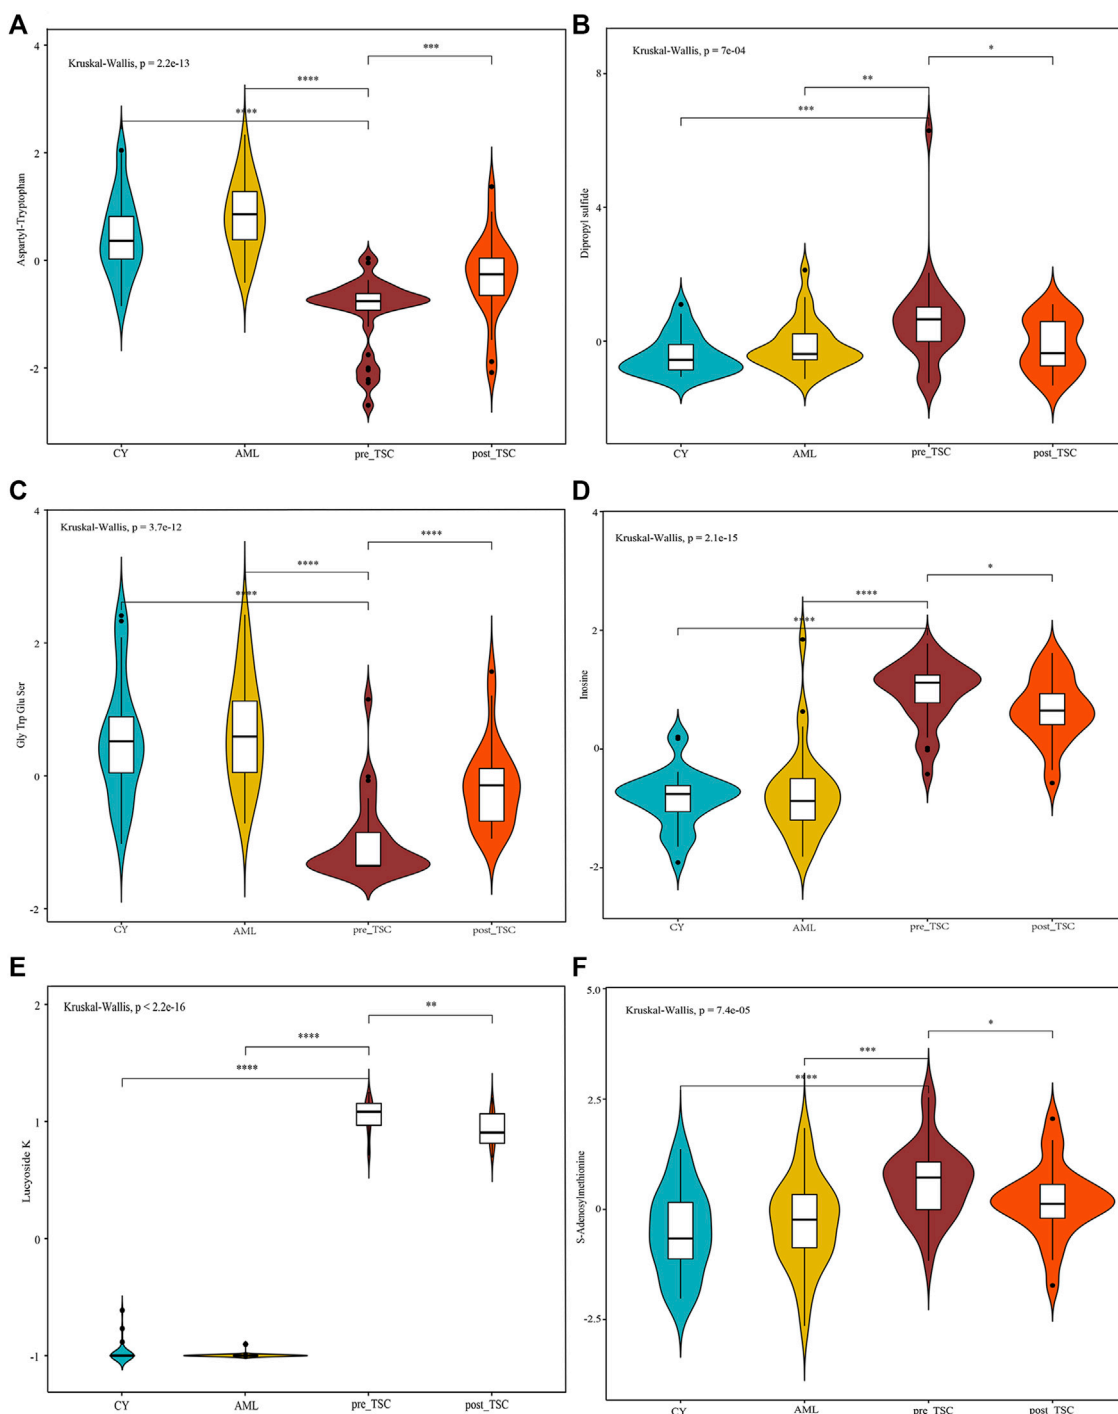 A
Kruskal-Wallis, p = 2.2e-13
***
****
****
4
2
0
-2
Aspartyl-Tryptophan
CY AML pre_TSC post_TSC
B
Kruskal-Wallis, p = 7e-04
*
**
***
8
4
0
Dipropyl sulfide
CY AML pre_TSC post_TSC
C
Kruskal-Wallis, p = 3.7e-12
****
****
****
4
2
0
-2
Gly Trp Glu Ser
CY AML pre_TSC post_TSC
D
Kruskal-Wallis, p = 2.1e-15
*
****
****
4
2
0
-2
Inosine
CY AML pre_TSC post_TSC
E
Kruskal-Wallis, p < 2.2e-16
**
****
****
2
1
0
-1
Lucyoside K
CY AML pre_TSC post_TSC
F
Kruskal-Wallis, p = 7.4e-05
*
***
****
5.0
2.5
0
-2.5
S-Adenosylmethionine
CY AML pre_TSC post_TSC